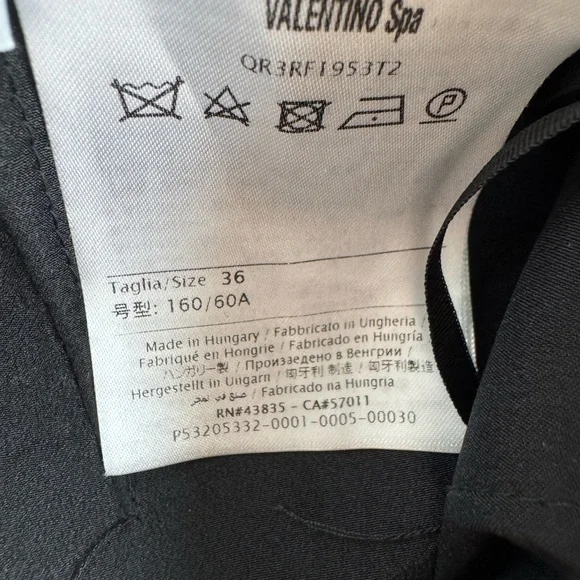 VALENTINO Spa
QR3RF1953T2
P
Taglia/Size 36
号型: 160/60A
Made in Hungary / Fabbricato in Ungheria /
Fabriqué en Hongrie / Fabricado en Hungría
ハンガリー製 / Произаедено в Венгрии /
匈牙利 制造 / 匈牙利 製造
Hergestellt in Ungarn / Fabricado na Hungria
صنع في المجر
RN#43835 - CA#57011
P53205332-0001-0005-00030